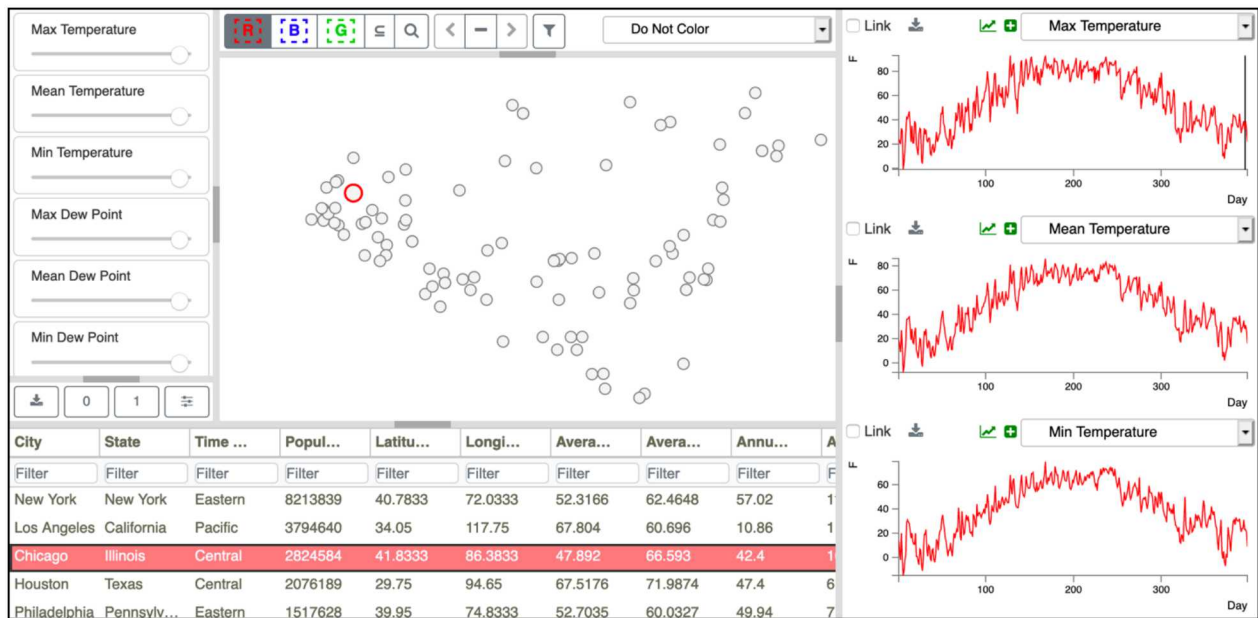 Max Temperature
Mean Temperature
Min Temperature
Max Dew Point
Mean Dew Point
Min Dew Point
0 1
R B G ⊆ Do Not Color
City State Time ... Popul... Latitu... Longi... Avera... Avera... Annu... A
Filter Filter Filter Filter Filter Filter Filter Filter Filter F
New York New York Eastern 8213839 40.7833 72.0333 52.3166 62.4648 57.02 1
Los Angeles California Pacific 3794640 34.05 117.75 67.804 60.696 10.86 1
Chicago Illinois Central 2824584 41.8333 86.3833 47.892 66.593 42.4
Houston Texas Central 2076189 29.75 94.65 67.5176 71.9874 47.4 6
Philadelphia Pennsylv... Eastern 1517628 39.95 74.8333 52.7035 60.0327 49.94 7
Link Max Temperature
F
80
60
40
20
0
100 200 300
Day
Link Mean Temperature
F
80
60
40
20
0
100 200 300
Day
Link Min Temperature
F
60
40
20
0
100 200 300
Day